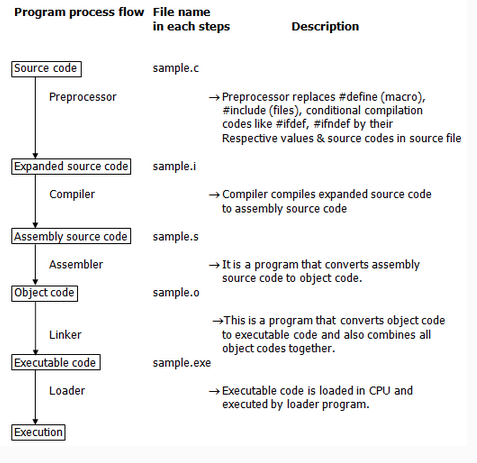 Program process flow File name
in each steps Description
Source code sample.c
Preprocessor →Preprocessor replaces #define (macro),
#include (files), conditional compilation
codes like #ifdef, #ifndef by their
Respective values & source codes in source file
Expanded source code sample.i
Compiler →Compiler compiles expanded source code
to assembly source code
Assembly source code sample.s
Assembler →It is a program that converts assembly
source code to object code.
Object code sample.o
→This is a program that converts object code
Linker to executable code and also combines all
object codes together.
Executable code sample.exe
Loader →Executable code is loaded in CPU and
executed by loader program.
Execution